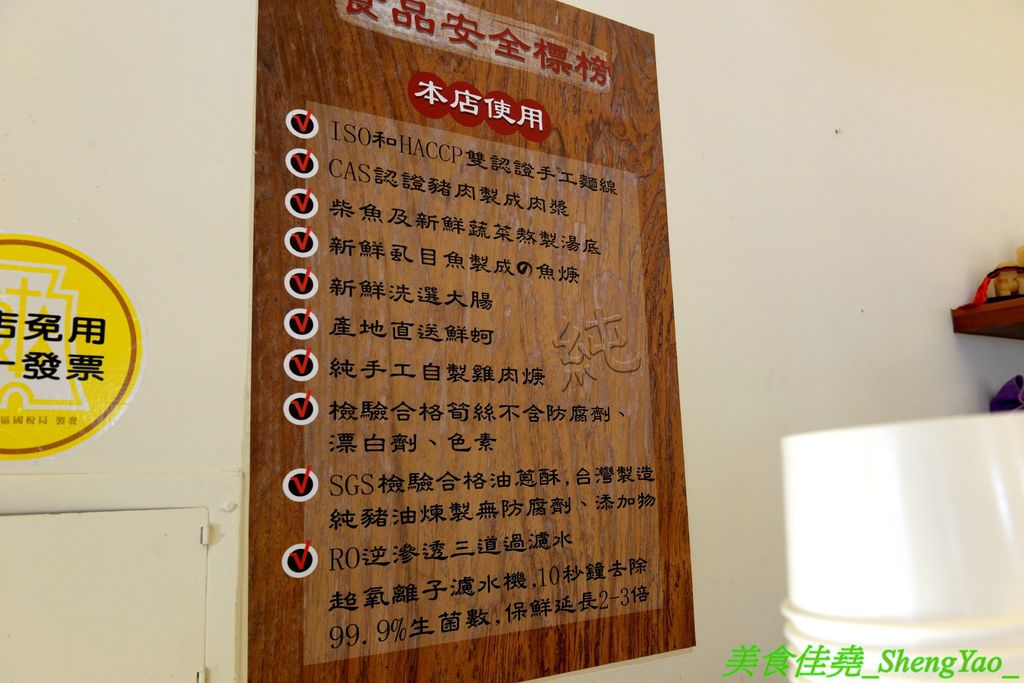 食品安全標榜
本店使用
ISO和HACCP雙認證手工麵線
CAS認證豬肉製成肉漿
柴魚及新鮮蔬菜熬製湯底
新鮮虱目魚製成の魚焿
新鮮洗選大腸
產地直送鮮蚵
純手工自製雞肉焿
檢驗合格筍絲不含防腐劑、
漂白劑、色素
SGS檢驗合格油蔥酥,台灣製造
純豬油煉製無防腐劑、添加物
RO逆滲透三道過濾水
超氧離子濾水機,10秒鐘去除
99.9%生菌數,保鮮延長2-3倍
純
店免用
一發票
區國稅局 製發
美食佳堯_ShengYao_